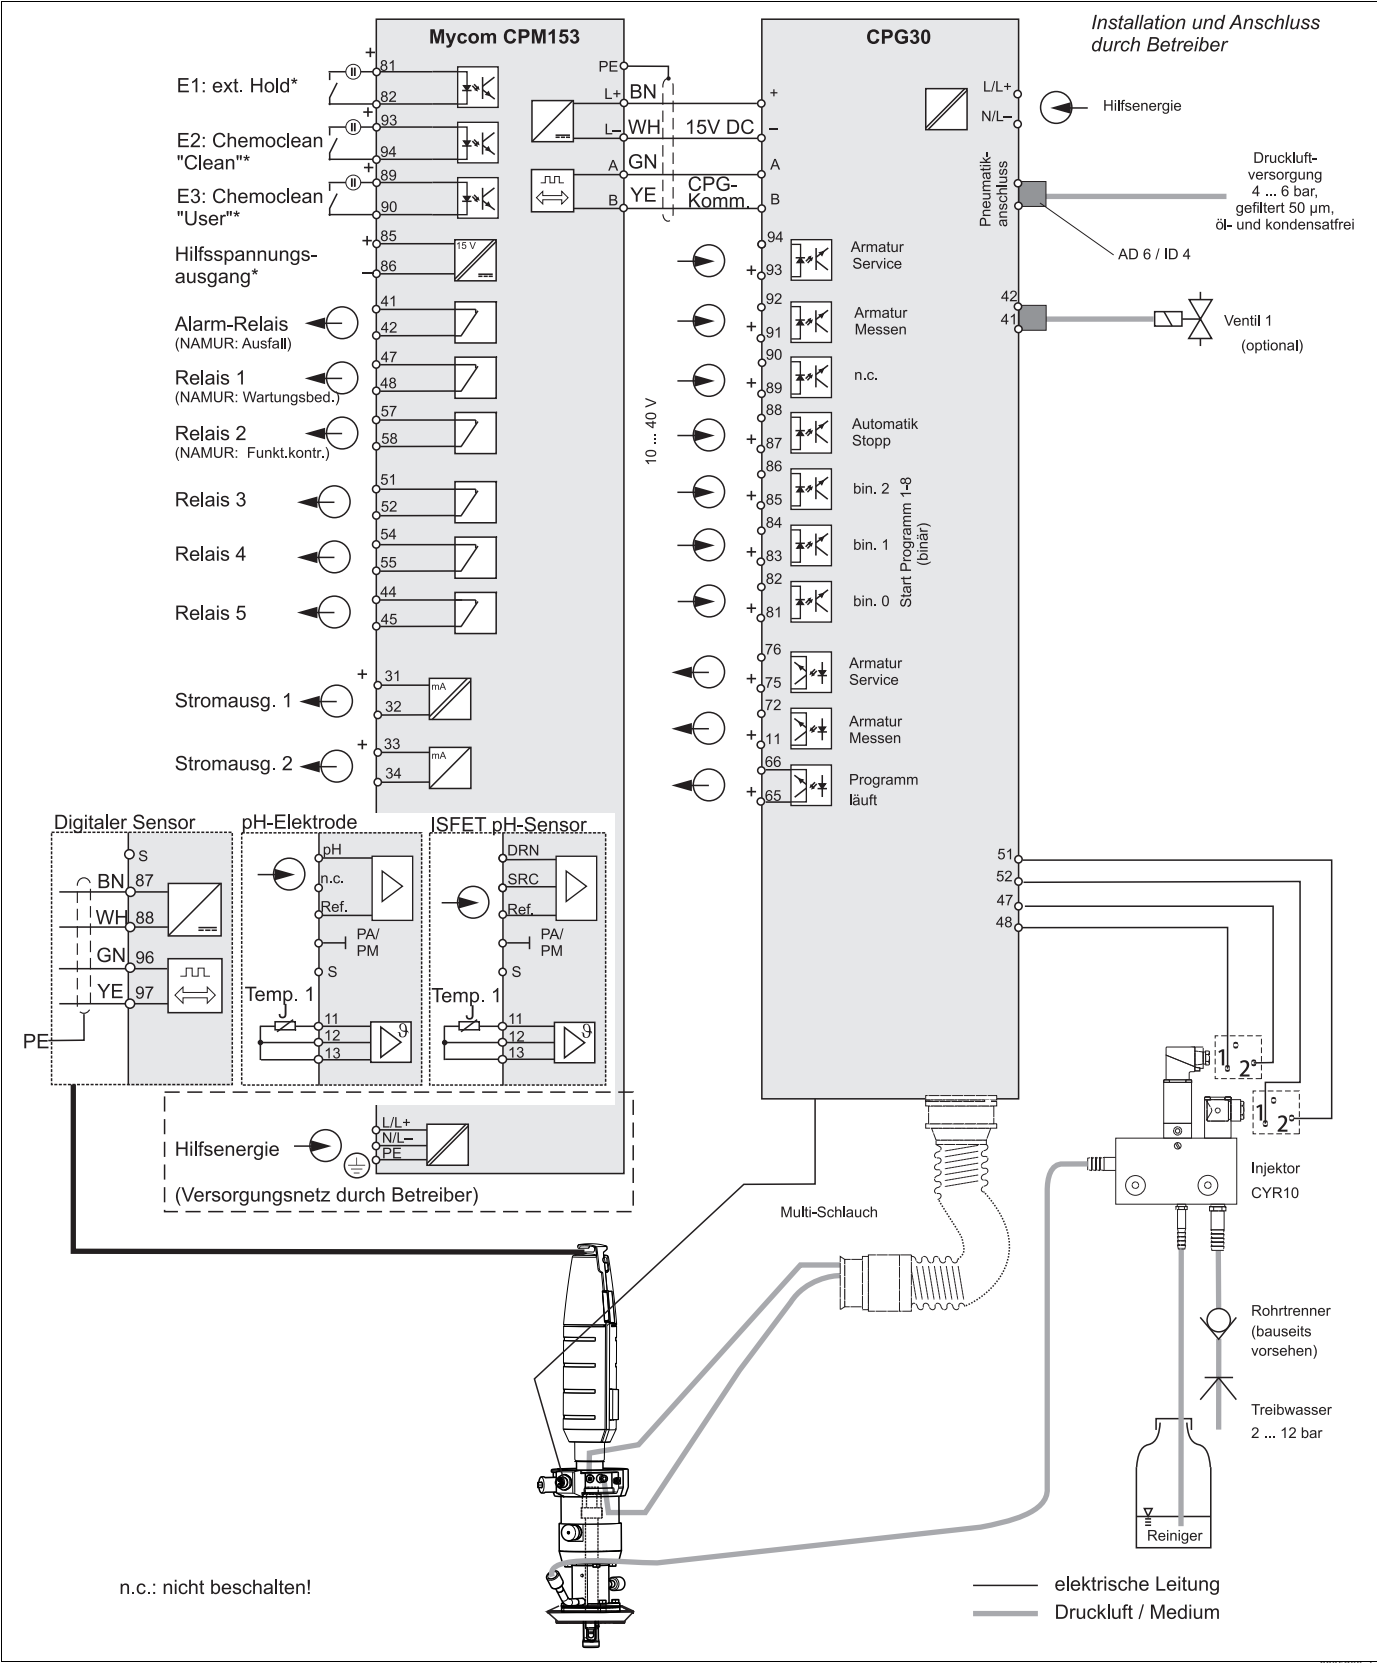 Mycom CPM153
CPG30
Installation und Anschluss
durch Betreiber
E1: ext. Hold*
+
81
82
E2: Chemoclean
"Clean"*
+
93
94
E3: Chemoclean
"User"*
+
89
90
Hilfsspannungs-
ausgang*
+
85
–
86
15 V
Alarm-Relais
(NAMUR: Ausfall)
41
42
Relais 1
(NAMUR: Wartungsbed.)
47
48
Relais 2
(NAMUR: Funkt.kontr.)
57
58
Relais 3
51
52
Relais 4
54
55
Relais 5
44
45
Stromausg. 1
+
31
32
mA
Stromausg. 2
+
33
34
mA
PE
L+
BN
+
L–
WH
15V DC
–
A
GN
A
B
YE
CPG-
Komm.
B
10 ... 40 V
94
+
93
Armatur
Service
92
+
91
Armatur
Messen
90
+
89
n.c.
88
+
87
Automatik
Stopp
86
+
85
bin. 2
84
+
83
bin. 1
82
+
81
bin. 0
Start Programm 1-8
(binär)
76
+
75
Armatur
Service
72
+
11
Armatur
Messen
66
+
65
Programm
läuft
L/L+
N/L–
Hilfsenergie
Pneumatik-
anschluss
Druckluft-
versorgung
4 ... 6 bar,
gefiltert 50 µm,
öl- und kondensatfrei
AD 6 / ID 4
42
41
Ventil 1
(optional)
51
52
47
48
Digitaler Sensor
S
BN
87
WH
88
GN
96
YE
97
PE
pH-Elektrode
pH
n.c.
Ref.
PA/
PM
S
Temp. 1
11
12
13
ϑ
ISFET pH-Sensor
DRN
SRC
Ref.
PA/
PM
S
Temp. 1
11
12
13
ϑ
Hilfsenergie
L/L+
N/L–
PE
(Versorgungsnetz durch Betreiber)
Multi-Schlauch
1
2
1
2
Injektor
CYR10
Rohrtrenner
(bauseits
vorsehen)
Treibwasser
2 ... 12 bar
Reiniger
n.c.: nicht beschalten!
elektrische Leitung
Druckluft / Medium